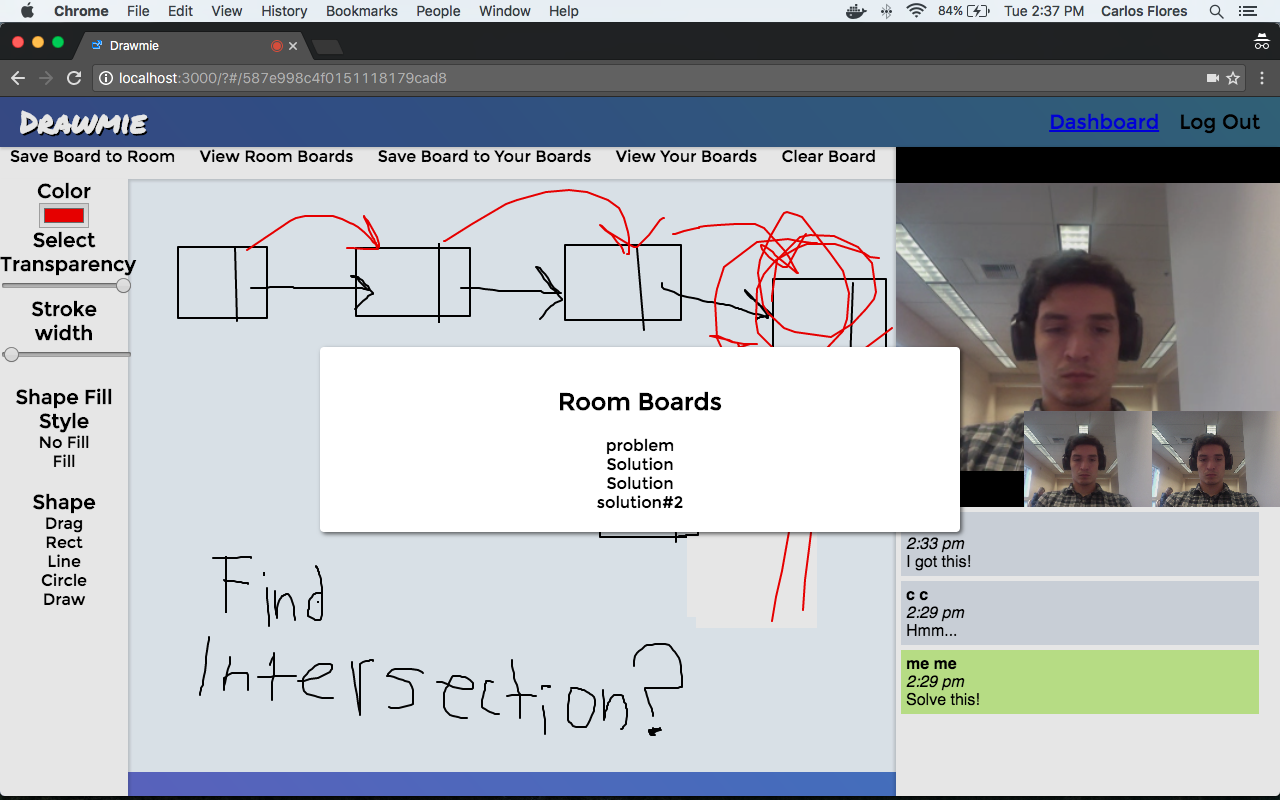 Chrome File Edit View History Bookmarks People Window Help 84% Tue 2:37 PM Carlos Flores
Drawmie
localhost:3000/?#/587e998c4f0151118179cad8
Drawmie Dashboard Log Out
Save Board to Room View Room Boards Save Board to Your Boards View Your Boards Clear Board
Color
Select
Transparency
Stroke
width
Shape Fill
Style
No Fill
Fill
Shape
Drag
Rect
Line
Circle
Draw
Room Boards
problem
Solution
Solution
solution#2
Find
Intersection?
2:33 pm
I got this!
c c
2:29 pm
Hmm...
me me
2:29 pm
Solve this!